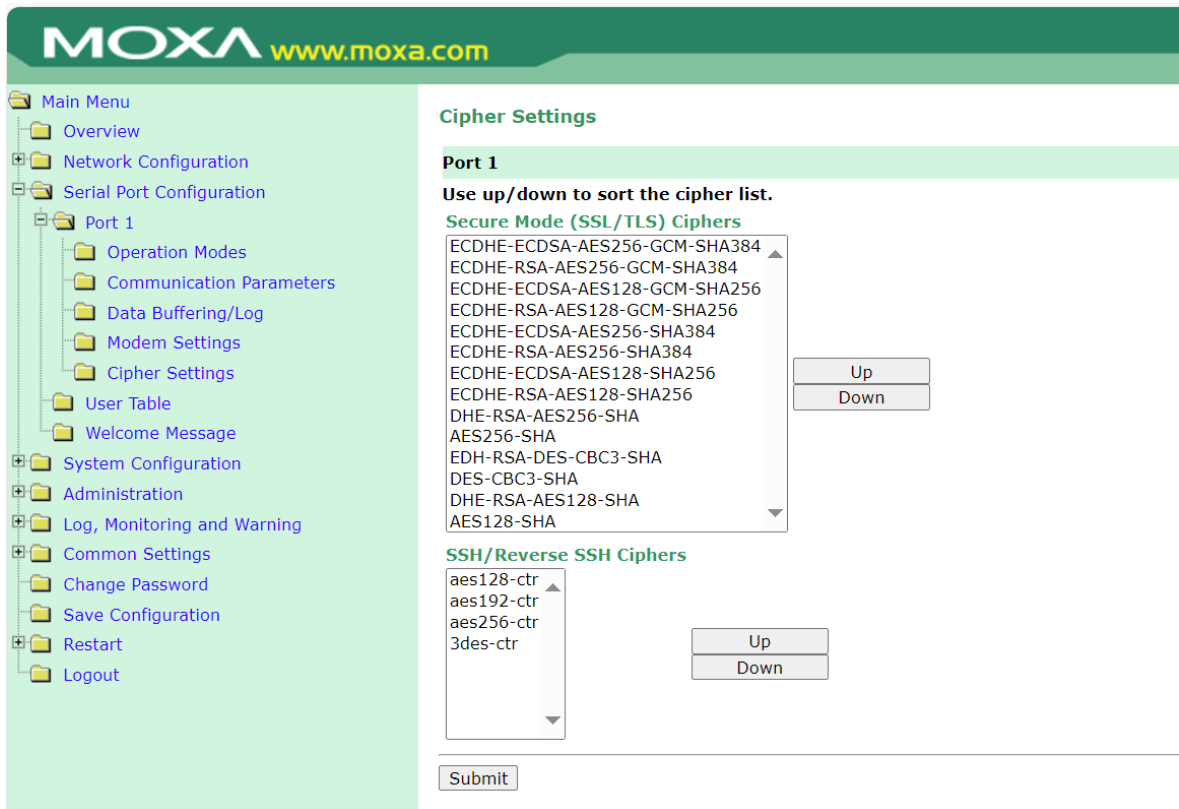 MOXA www.moxa.com
Main Menu
Overview
Network Configuration
Serial Port Configuration
Port 1
Operation Modes
Communication Parameters
Data Buffering/Log
Modem Settings
Cipher Settings
User Table
Welcome Message
System Configuration
Administration
Log, Monitoring and Warning
Common Settings
Change Password
Save Configuration
Restart
Logout
Cipher Settings
Port 1
Use up/down to sort the cipher list.
Secure Mode (SSL/TLS) Ciphers
ECDHE-ECDSA-AES256-GCM-SHA384
ECDHE-RSA-AES256-GCM-SHA384
ECDHE-ECDSA-AES128-GCM-SHA256
ECDHE-RSA-AES128-GCM-SHA256
ECDHE-ECDSA-AES256-SHA384
ECDHE-RSA-AES256-SHA384
ECDHE-ECDSA-AES128-SHA256
ECDHE-RSA-AES128-SHA256
DHE-RSA-AES256-SHA
AES256-SHA
EDH-RSA-DES-CBC3-SHA
DES-CBC3-SHA
DHE-RSA-AES128-SHA
AES128-SHA
Up
Down
SSH/Reverse SSH Ciphers
aes128-ctr
aes192-ctr
aes256-ctr
3des-ctr
Up
Down
Submit